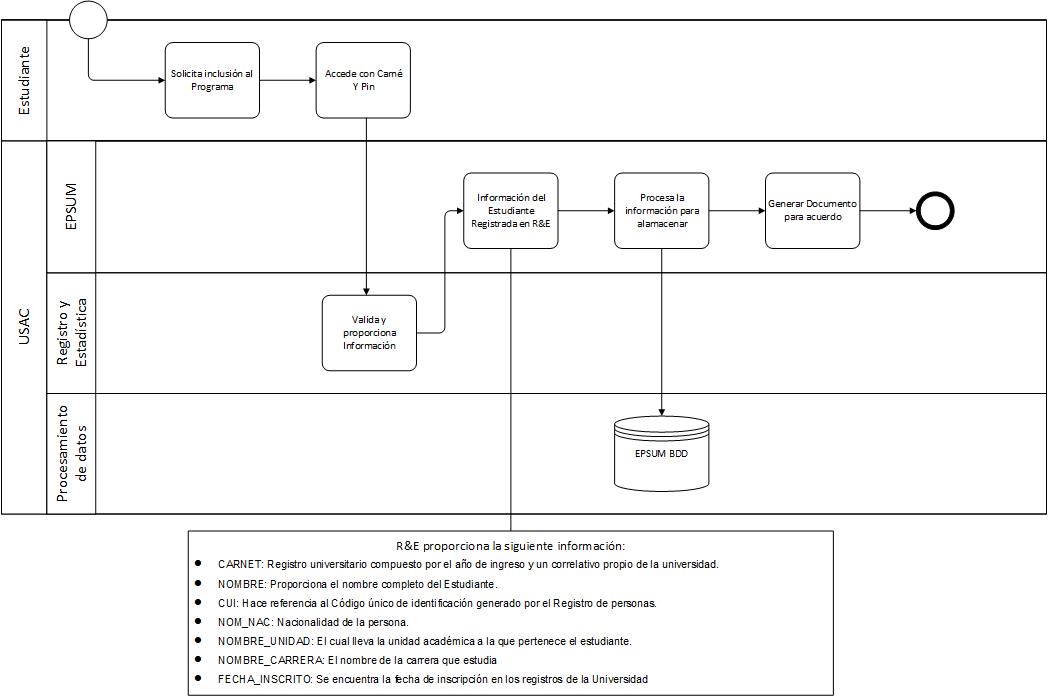 Estudiante
Solicita inclusión al
Programa
Accede con Carné
Y Pin
USAC
EPSUM
Información del
Estudiante
Registrada en R&E
Procesa la
información para
alamacenar
Generar Documento
para acuerdo
Registro y
Estadística
Valida y
proporciona
Información
Procesamiento
de datos
EPSUM BDD
R&E proporciona la siguiente información:
● CARNET: Registro universitario compuesto por el año de ingreso y un correlativo propio de la universidad.
● NOMBRE: Proporciona el nombre completo del Estudiante.
● CUI: Hace referencia al Código único de identificación generado por el Registro de personas.
● NOM_NAC: Nacionalidad de la persona.
● NOMBRE_UNIDAD: El cual lleva la unidad académica a la que pertenece el estudiante.
● NOMBRE_CARRERA: El nombre de la carrera que estudia
● FECHA_INSCRITO: Se encuentra la fecha de inscripción en los registros de la Universidad